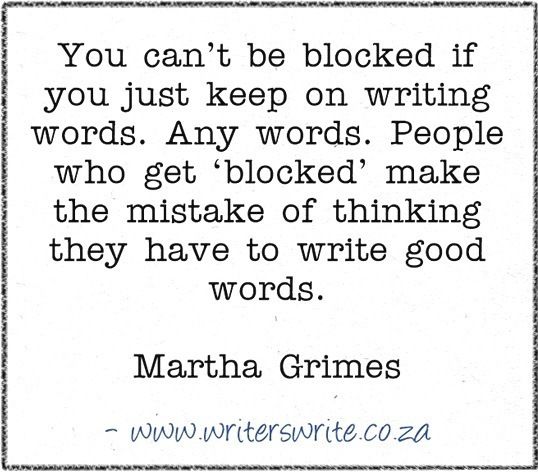 You can’t be blocked if
you just keep on writing
words. Any words. People
who get ‘blocked’ make
the mistake of thinking
they have to write good
words.
Martha Grimes
- www.writerswrite.co.za